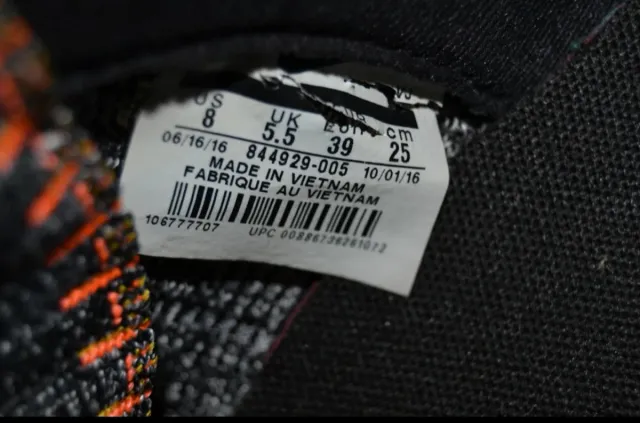 US UK cm
8 5.5 39 25
06/16/16 844929-005 10/01/16
MADE IN VIETNAM
FABRIQUE AU VIETNAM
106777707 UPC 00886736261072